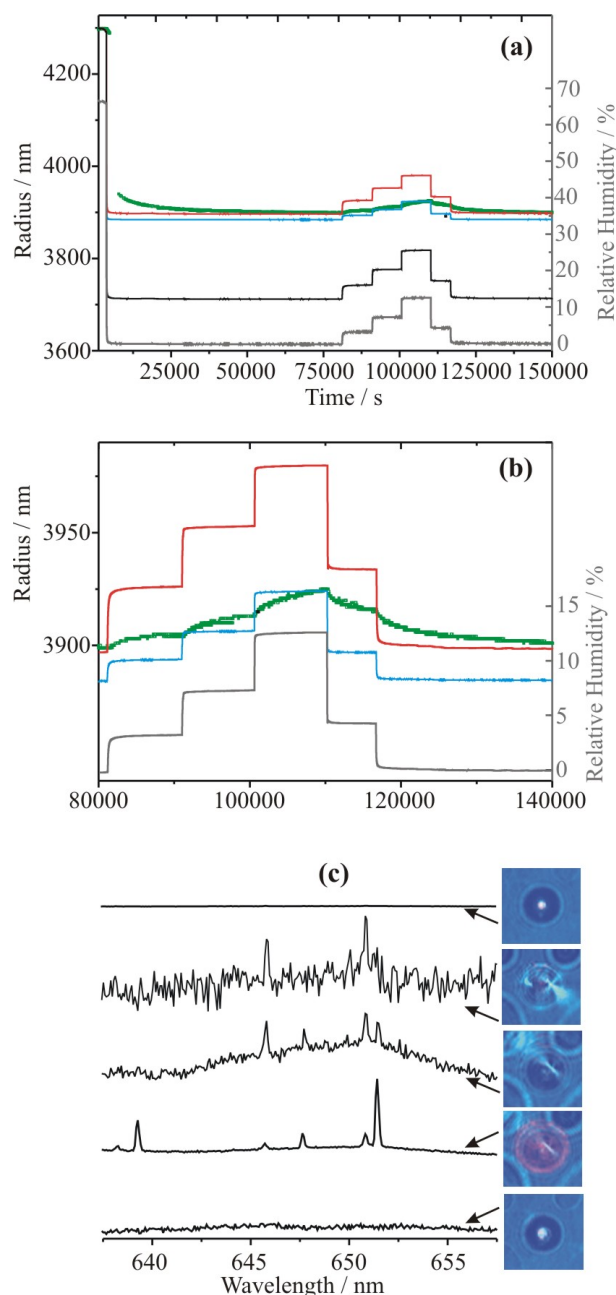 (a)
4200
4000
3800
3600
Radius / nm
70
60
50
40
30
20
10
0
Relative Humidity / %
25000 50000 75000 100000 125000 150000
Time / s
(b)
3950
3900
Radius / nm
15
10
5
0
Relative Humidity / %
80000 100000 120000 140000
(c)
640 645 650 655
Wavelength / nm